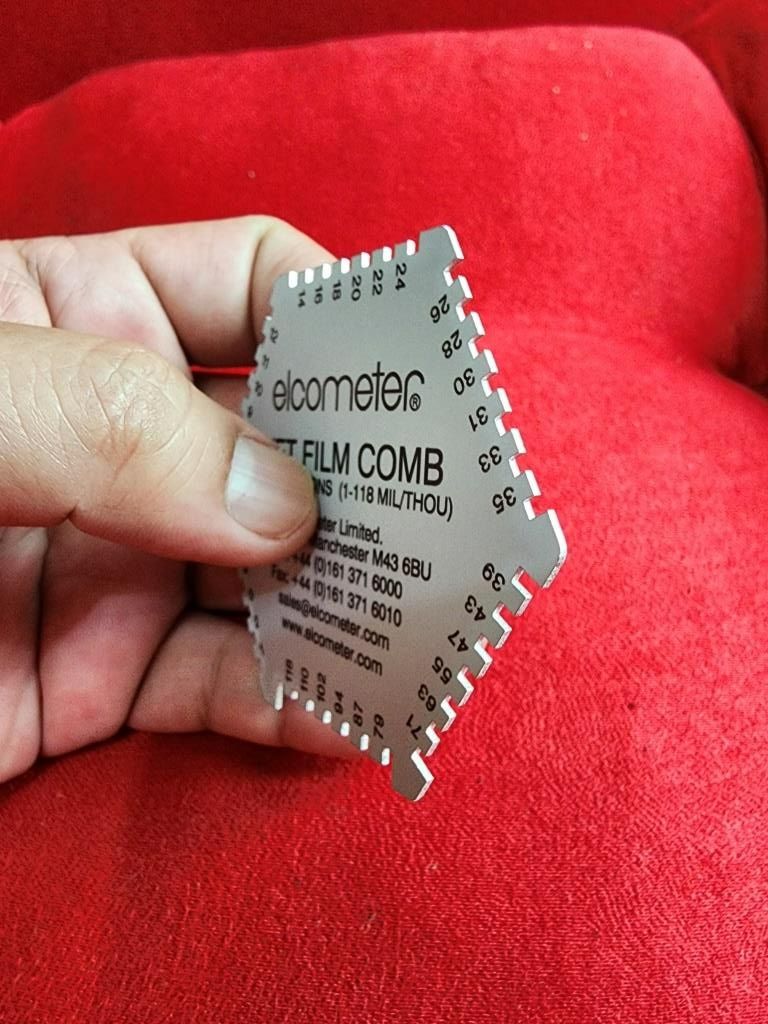 14 16 18 20 22 24
26 28 30 31 33 35
elcometer®
FILM COMB
(1-118 MIL/THOU)
Limited.
M43 6BU
+44 (0)161 371 6000
Fax: +44 (0)161 371 6010
sales@elcometer.com
www.elcometer.com
39 43 47 55 63 71
118 110 102 94 87 79